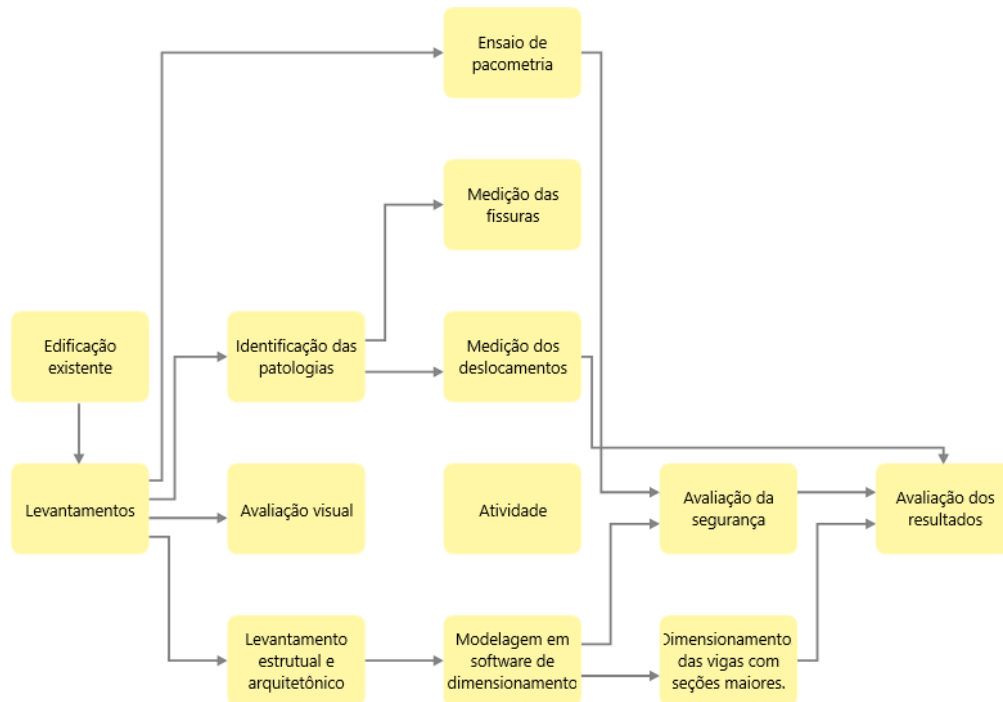 Ensaio de
pacometria
Medição das
fissuras
Edificação
existente
Identificação das
patologias
Medição dos
deslocamentos
Levantamentos
Avaliação visual
Atividade
Avaliação da
segurança
Avaliação dos
resultados
Levantamento
estrutual e
arquitetônico
Modelagem em
software de
dimensionamento
Dimensionamento
das vigas com
seções maiores.